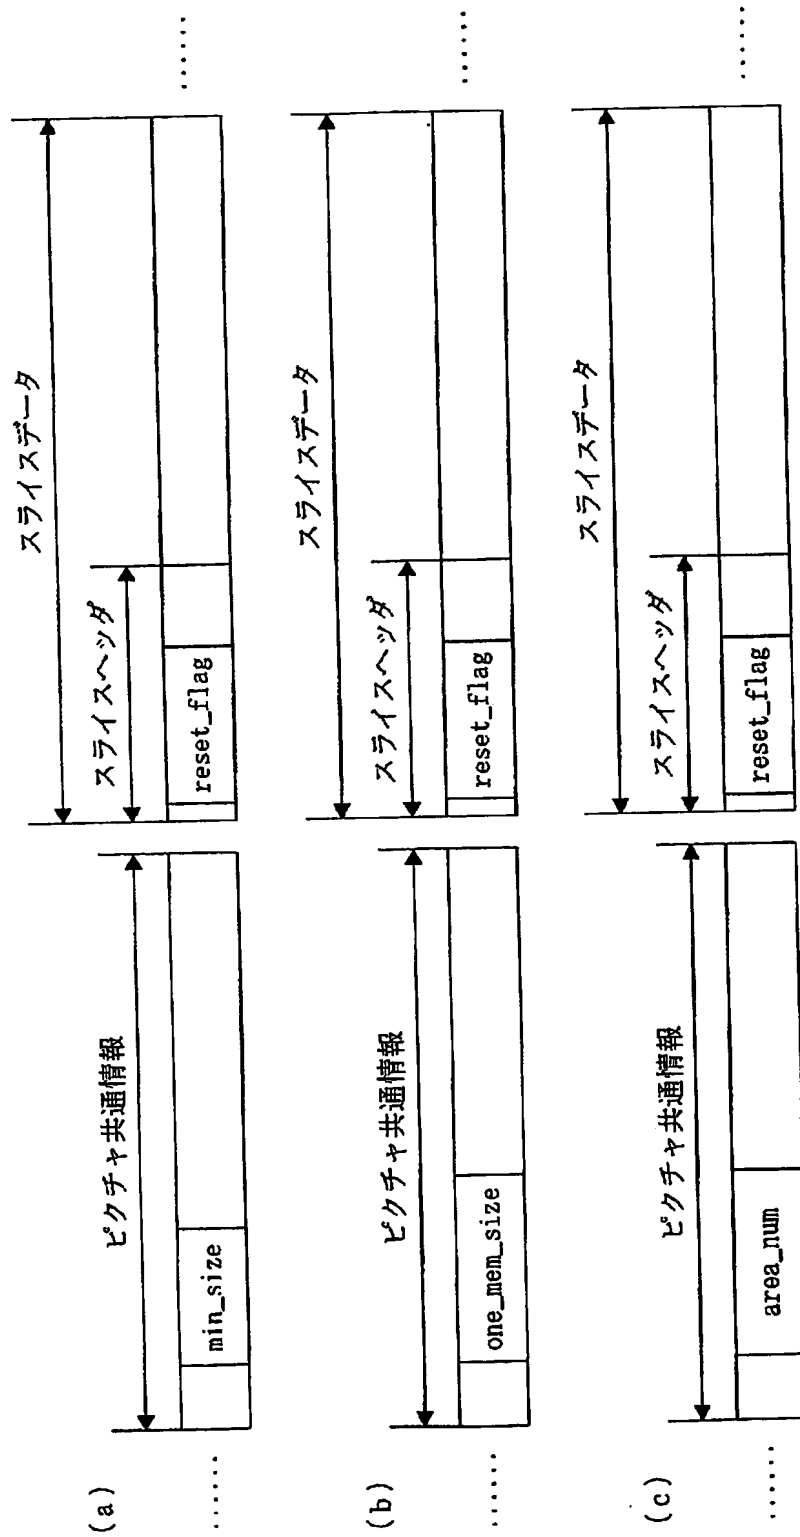 (a)
ピクチャ共通情報
スライスデータ
スライスヘッダ
......
min_size
reset_flag
......
(b)
ピクチャ共通情報
スライスデータ
スライスヘッダ
......
one_mem_size
reset_flag
......
(c)
ピクチャ共通情報
スライスデータ
スライスヘッダ
......
area_num
reset_flag
......